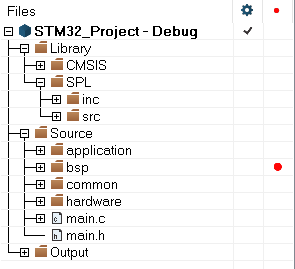 Files
STM32_Project - Debug
Library
CMSIS
SPL
inc
src
Source
application
bsp
common
hardware
main.c
main.h
Output